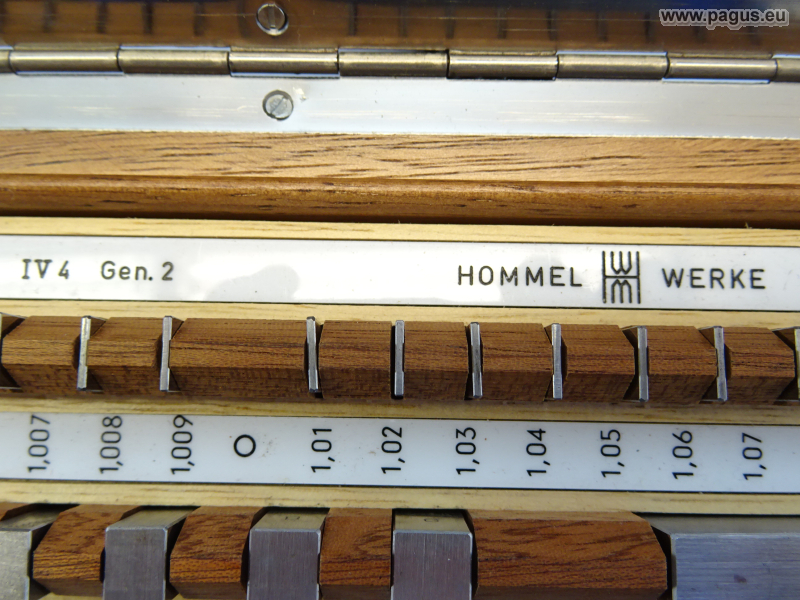 www.pagus.eu
IV 4 Gen. 2 HOMMEL WERKE
1,007 1,008 1,009 O 1,01 1,02 1,03 1,04 1,05 1,06 1,07